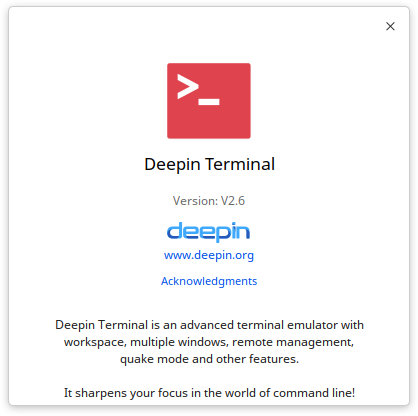 Deepin Terminal
Version: V2.6
deepin
www.deepin.org
Acknowledgments
Deepin Terminal is an advanced terminal emulator with
workspace, multiple windows, remote management,
quake mode and other features.
It sharpens your focus in the world of command line!